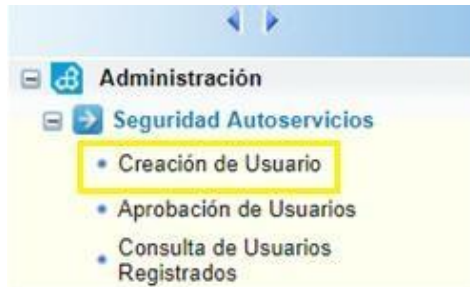 Administración
Seguridad Autoservicios
Creación de Usuario
Aprobación de Usuarios
Consulta de Usuarios
Registrados